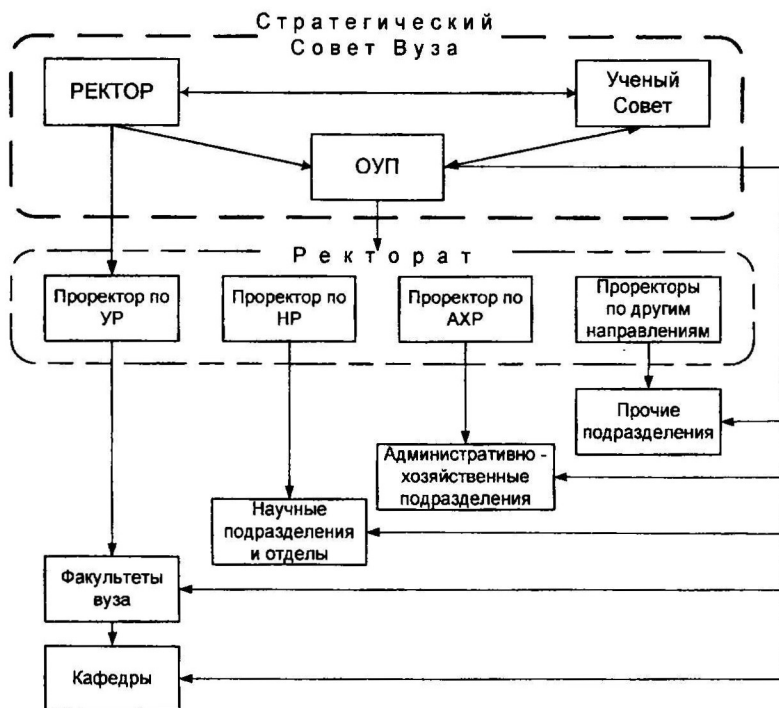 Стратегический
Совет Вуза
РЕКТОР
Ученый
Совет
ОУП
Ректорат
Проректор по
УР
Проректор по
НР
Проректор по
АХР
Проректоры
по другим
направлениям
Прочие
подразделения
Административно -
хозяйственные
подразделения
Научные
подразделения
и отделы
Факультеты
вуза
Кафедры